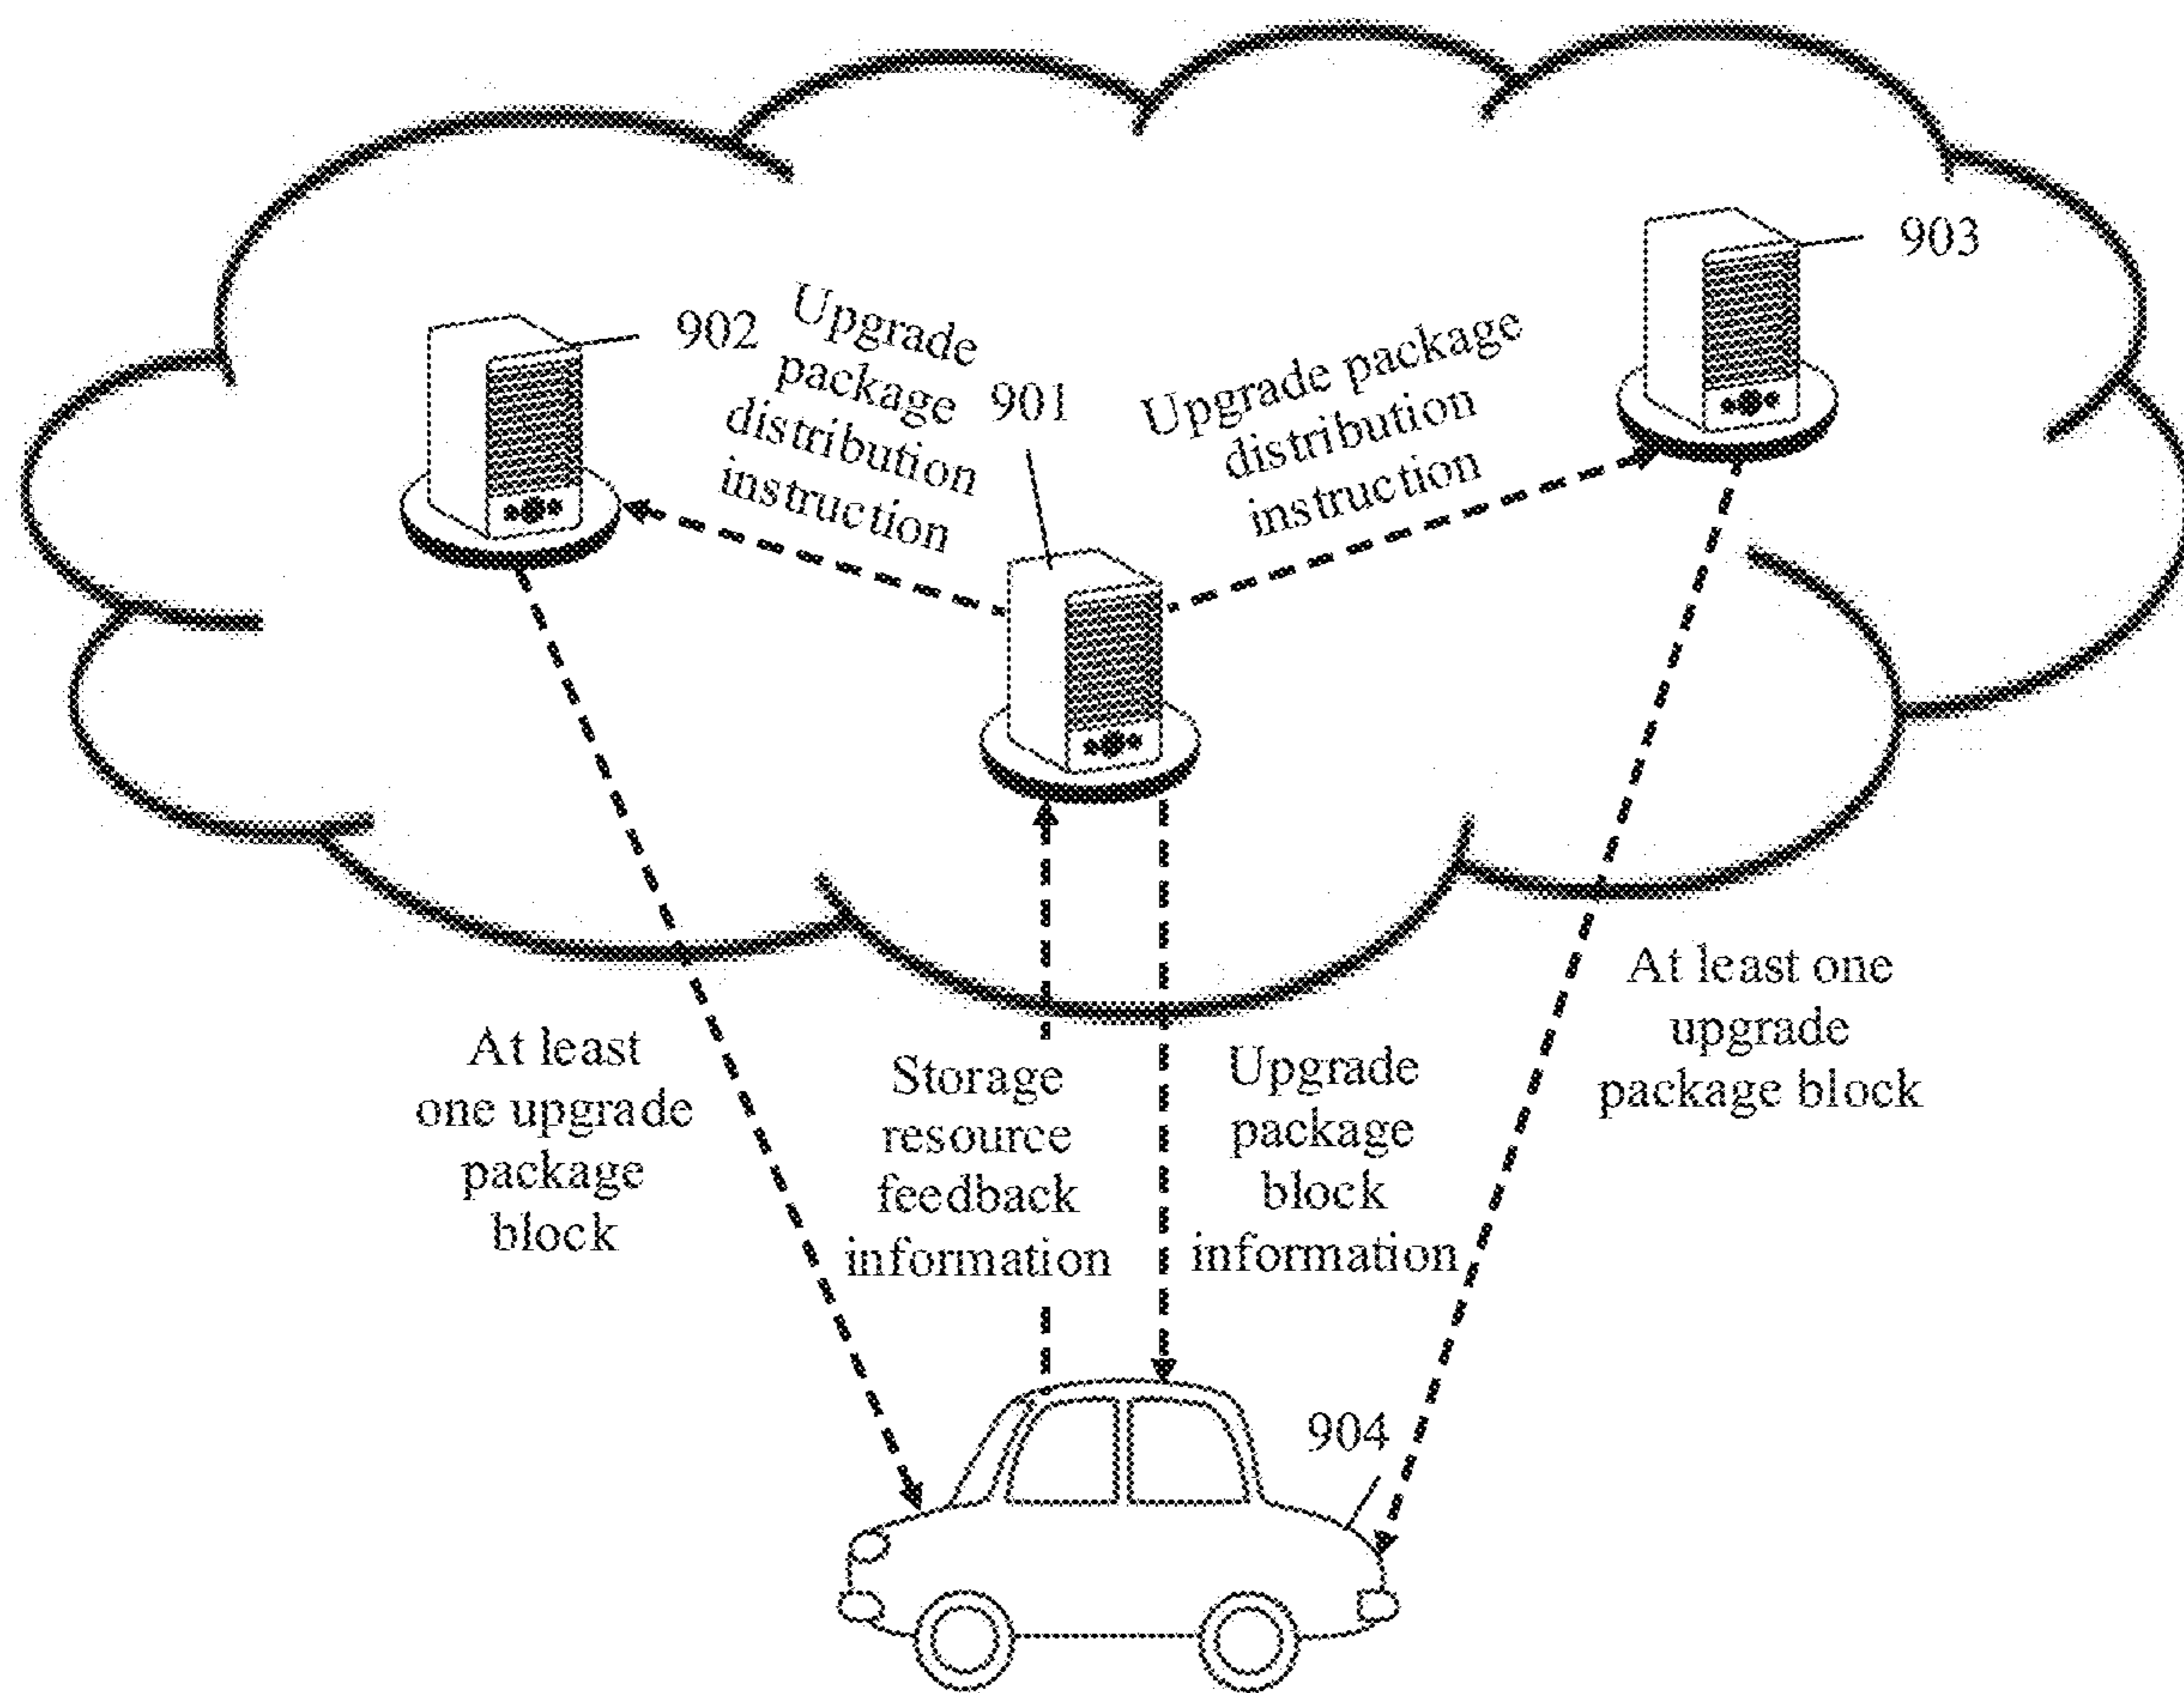 903
902
Upgrade
package
distribution
instruction
901
Upgrade package
distribution
instruction
At least
one upgrade
package
block
Storage
resource
feedback
information
Upgrade
package
block
information
At least one
upgrade
package block
904